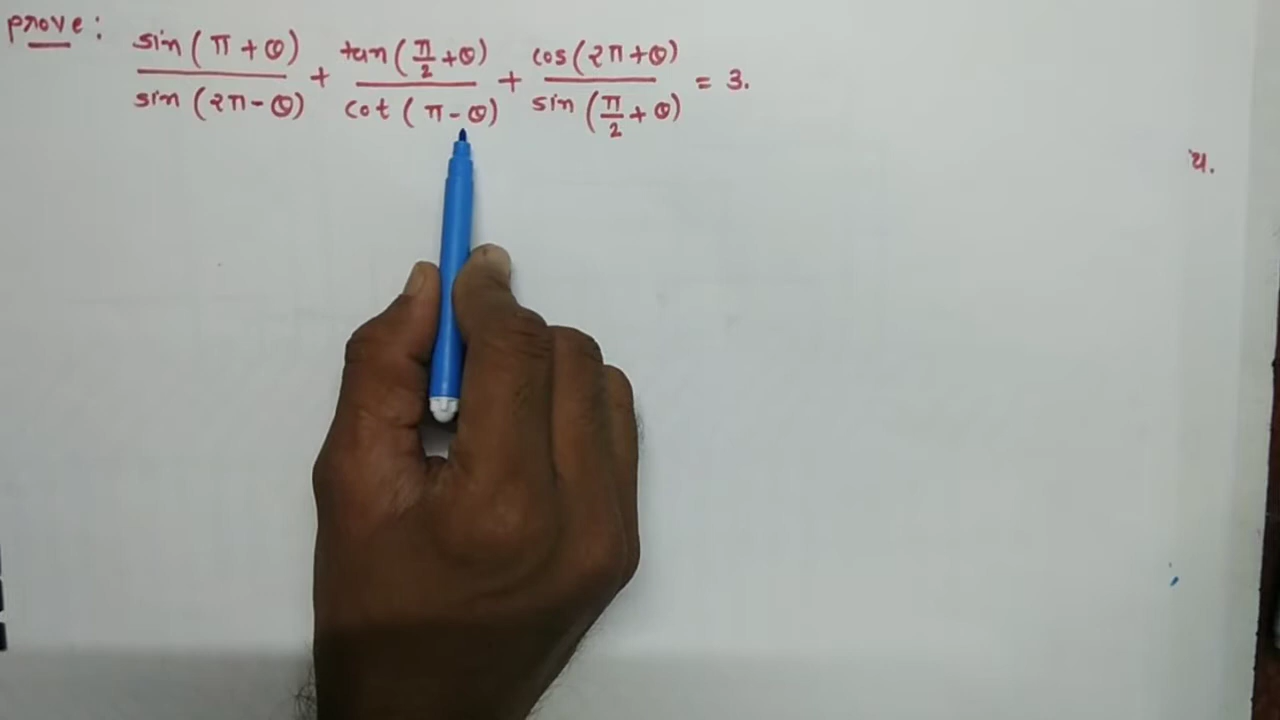 prove: sin(π+θ)/sin(2π-θ) + tan(π/2+θ)/cot(π-θ) + cos(2π+θ)/sin(π/2+θ) = 3.